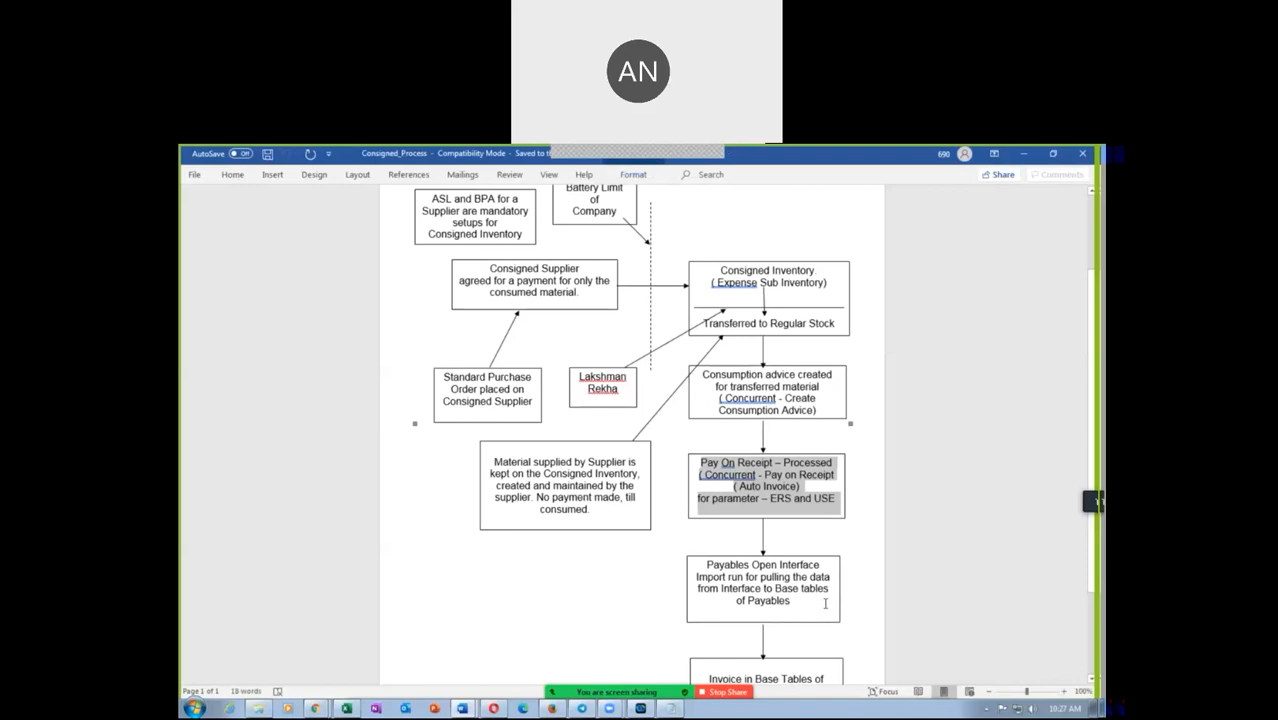 AN
AutoSave Off
Consigned_Process - Compatibility Mode - Saved to th
690
File Home Insert Design Layout References Mailings Review View Help Format Search
Share Comments
ASL and BPA for a
Supplier are mandatory
setups for
Consigned Inventory
Battery Limit
of
Company
Consigned Supplier
agreed for a payment for only the
consumed material.
Consigned Inventory.
( Expense Sub Inventory)
Transferred to Regular Stock
Standard Purchase
Order placed on
Consigned Supplier
Lakshman
Rekha
Consumption advice created
for transferred material
( Concurrent - Create
Consumption Advice)
Material supplied by Supplier is
kept on the Consigned Inventory,
created and maintained by the
supplier. No payment made, till
consumed.
Pay On Receipt – Processed
( Concurrent - Pay on Receipt
( Auto Invoice)
for parameter – ERS and USE
Payables Open Interface
Import run for pulling the data
from Interface to Base tables
of Payables
Invoice in Base Tables of
Page 1 of 1
18 words
You are screen sharing
Stop Share
Focus
100%
10:27 AM